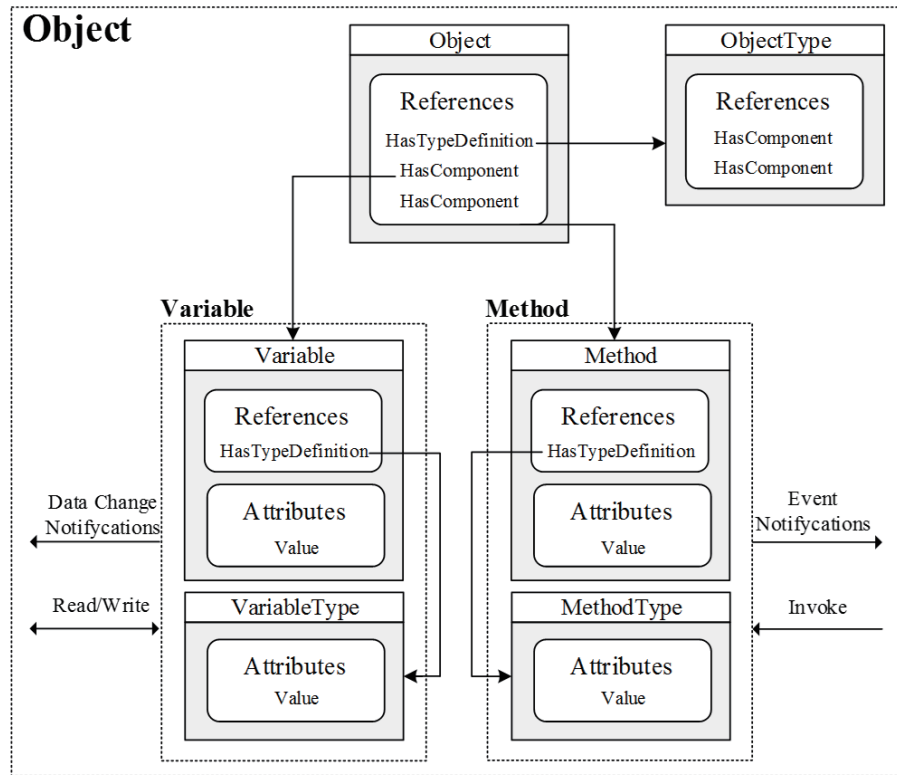 Object
Object
References
HasTypeDefinition
HasComponent
HasComponent
ObjectType
References
HasComponent
HasComponent
Variable
Variable
References
HasTypeDefinition
Attributes
Value
VariableType
Attributes
Value
Data Change
Notifycations
Read/Write
Method
Method
References
HasTypeDefinition
Attributes
Value
MethodType
Attributes
Value
Event
Notifycations
Invoke